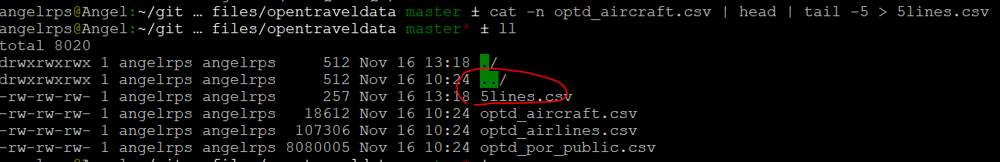 angelrps@Angel:~/git … files/opentraveldata master ± cat -n optd_aircraft.csv | head | tail -5 > 5lines.csv
angelrps@Angel:~/git … files/opentraveldata master* ± ll
total 8020
drwxrwxrwx 1 angelrps angelrps     512 Nov 16 13:18 ./
drwxrwxrwx 1 angelrps angelrps     512 Nov 16 10:24 ../
-rw-rw-rw- 1 angelrps angelrps     257 Nov 16 13:18 5lines.csv
-rw-rw-rw- 1 angelrps angelrps   18612 Nov 16 10:24 optd_aircraft.csv
-rw-rw-rw- 1 angelrps angelrps  107306 Nov 16 10:24 optd_airlines.csv
-rw-rw-rw- 1 angelrps angelrps 8080005 Nov 16 10:24 optd_por_public.csv